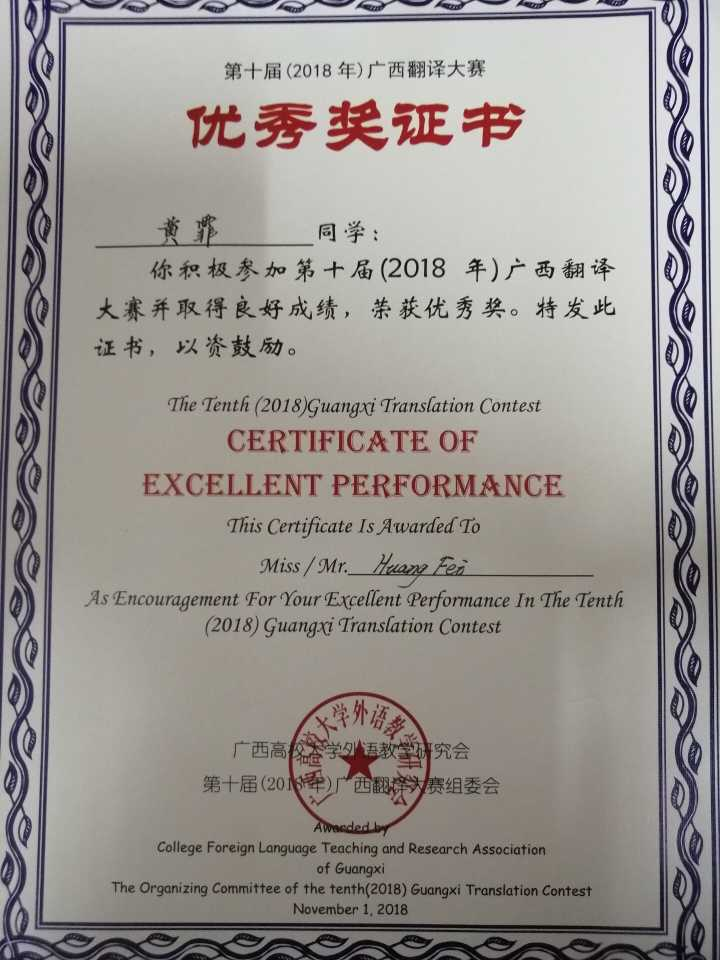 第十届(2018 年)广西翻译大赛
优秀奖证书
黄霏 同学:
你积极参加第十届(2018 年)广西翻译
大赛并取得良好成绩，荣获优秀奖。特发此
证书，以资鼓励。
The Tenth (2018)Guangxi Translation Contest
CERTIFICATE OF
EXCELLENT PERFORMANCE
This Certificate Is Awarded To
Miss / Mr. Huang Fei
As Encouragement For Your Excellent Performance In The Tenth
(2018) Guangxi Translation Contest
广西高校大学外语教学研究会
广西高校大学外语教学研究会
第十届(2018年)广西翻译大赛组委会
Awarded by
College Foreign Language Teaching and Research Association
of Guangxi
The Organizing Committee of the tenth(2018) Guangxi Translation Contest
November 1, 2018